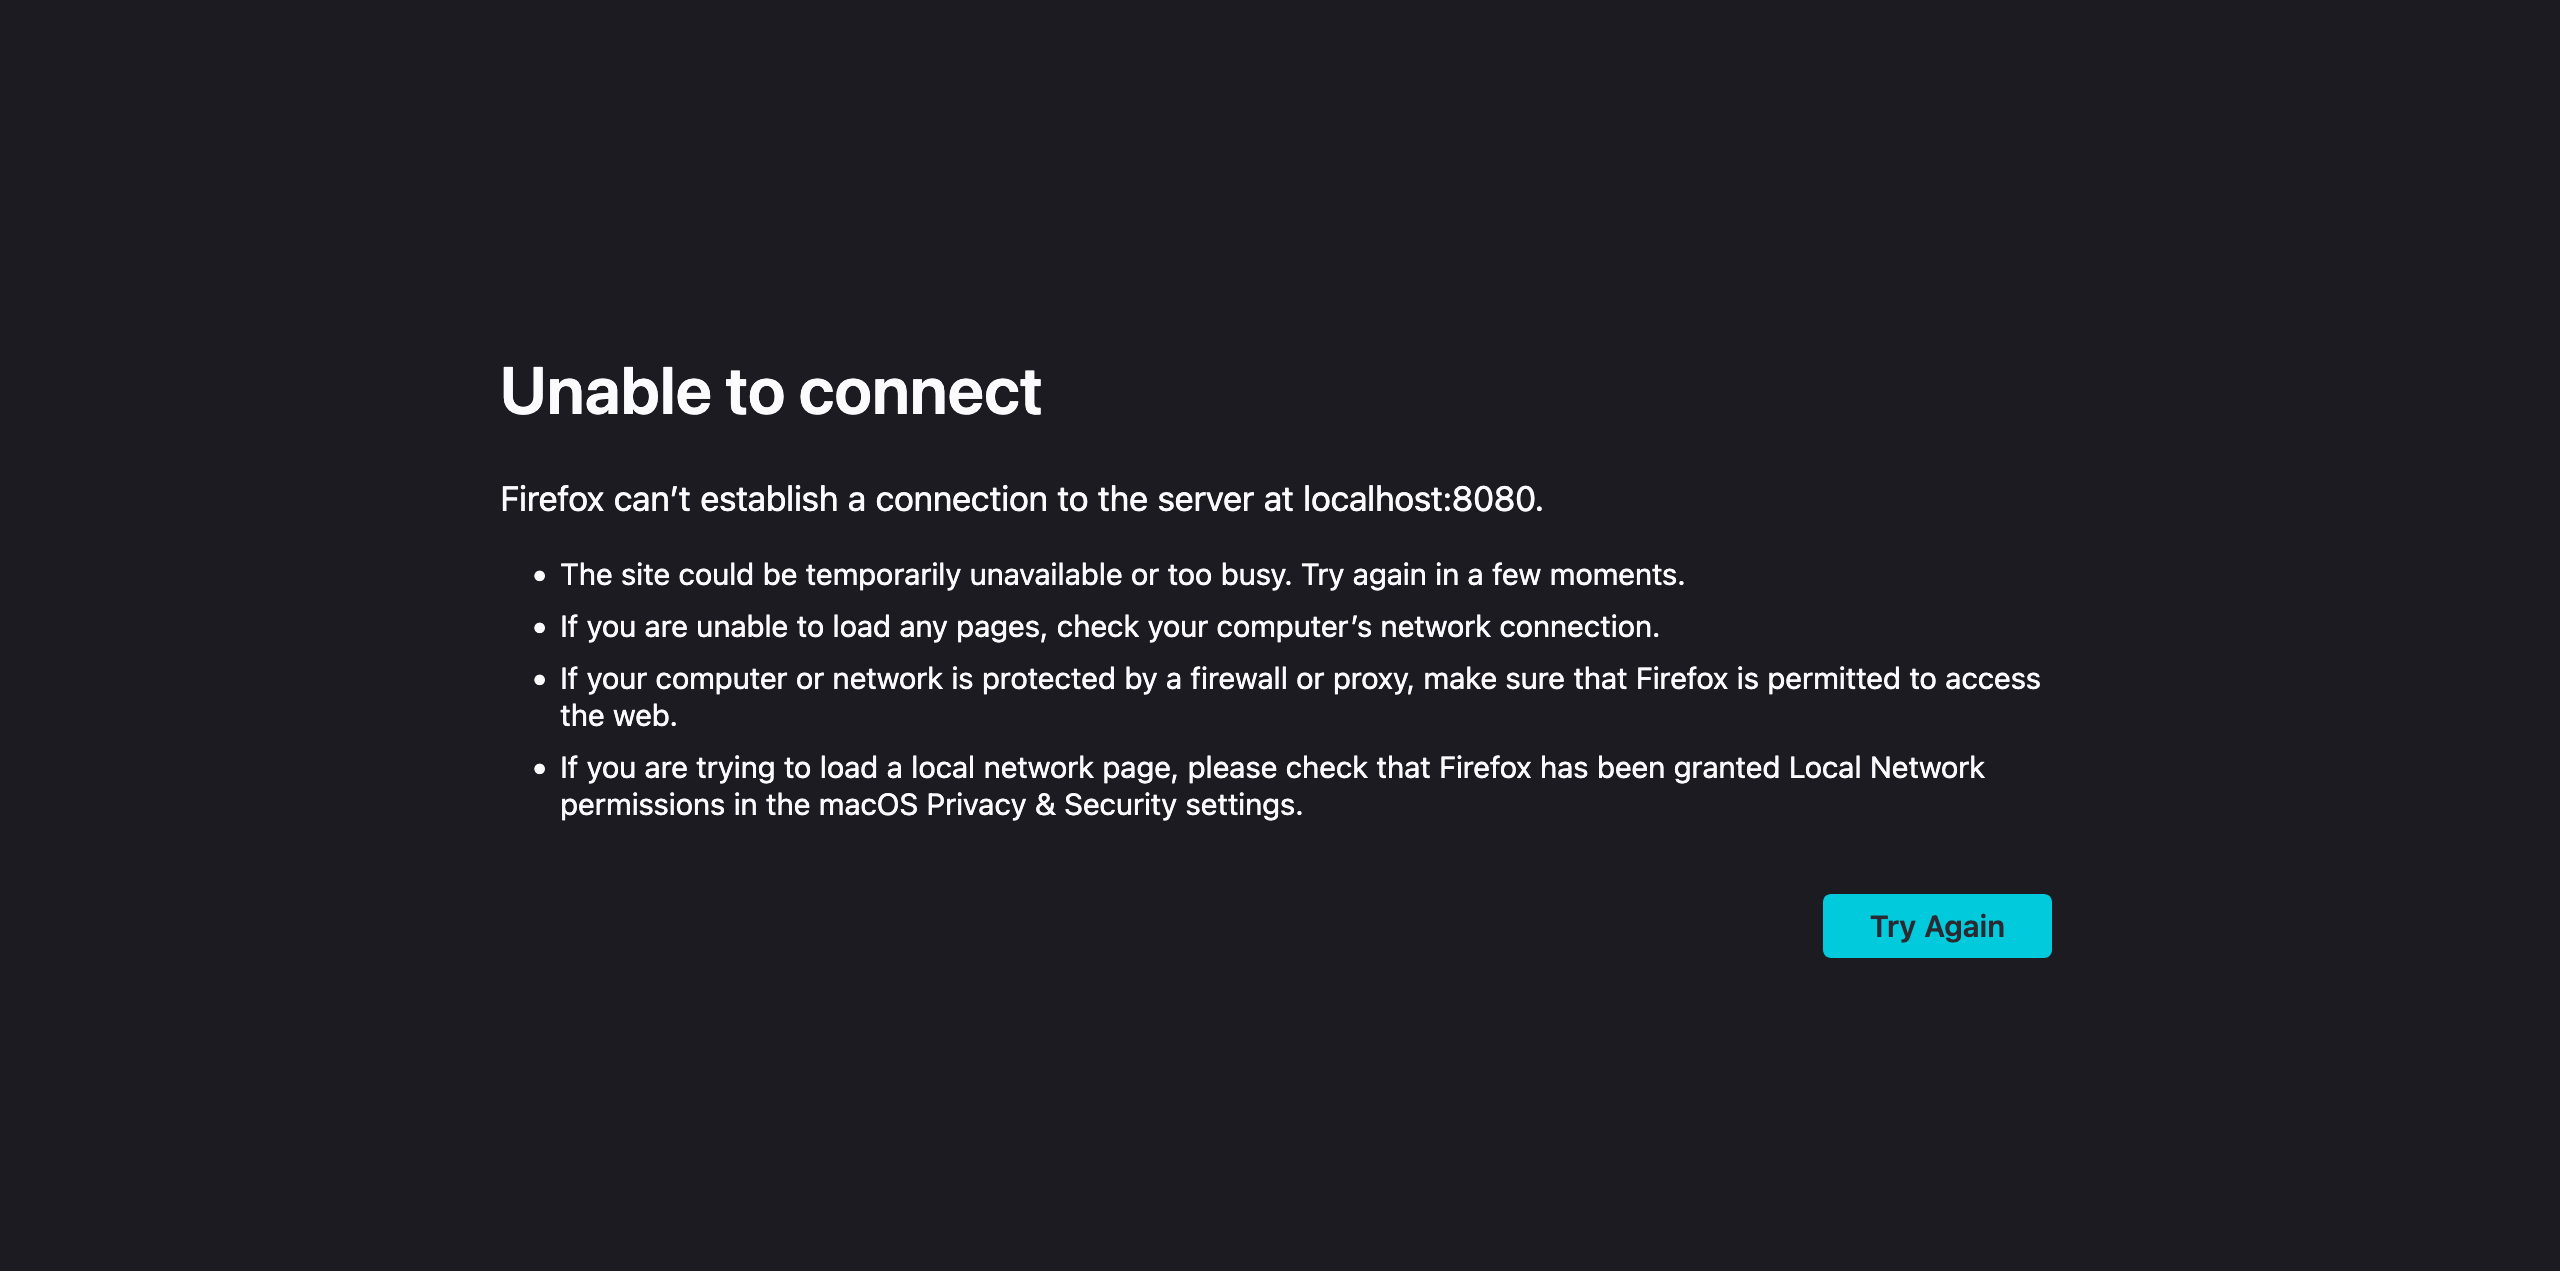 Unable to connect
Firefox can’t establish a connection to the server at localhost:8080.
• The site could be temporarily unavailable or too busy. Try again in a few moments.
• If you are unable to load any pages, check your computer’s network connection.
• If your computer or network is protected by a firewall or proxy, make sure that Firefox is permitted to access
the web.
• If you are trying to load a local network page, please check that Firefox has been granted Local Network
permissions in the macOS Privacy & Security settings.
Try Again